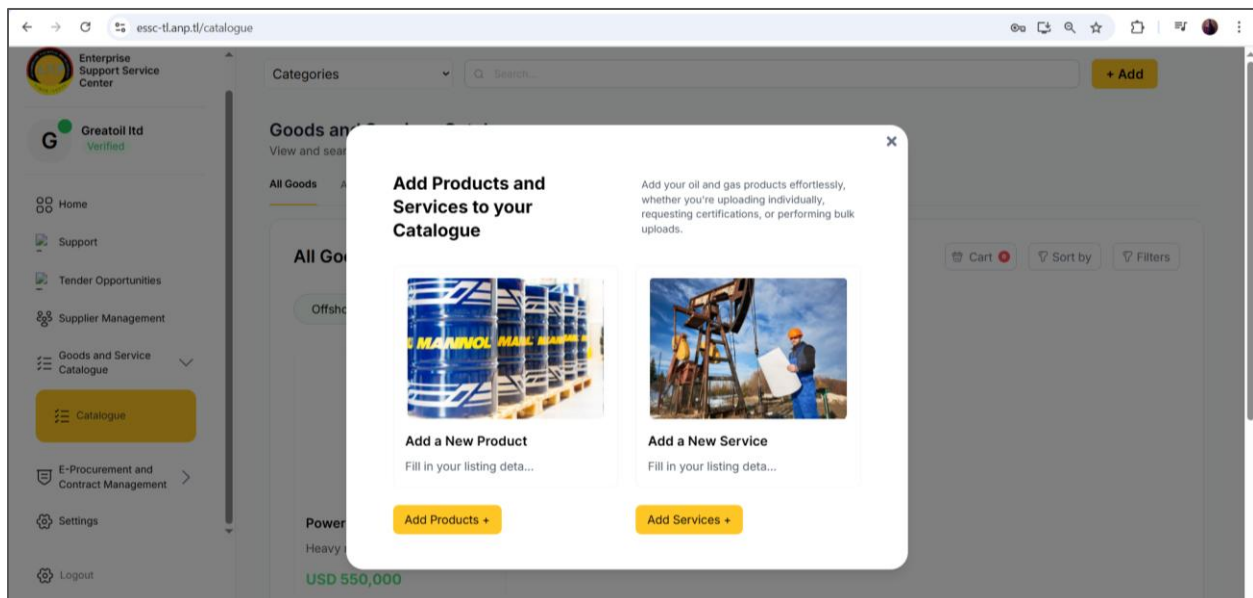 essc-tl.anp.tl/catalogue
Enterprise
Support Service
Center
Categories
Search...
+ Add
G
Greatoil ltd
Verified
Goods an
View and sear
All Goods A
Home
Support
Tender Opportunities
Supplier Management
Goods and Service
Catalogue
Catalogue
E-Procurement and
Contract Management
Settings
Logout
All Goo
Cart
Sort by
Filters
Offsho
Power
Heavy
USD 550,000
Add Products and
Services to your
Catalogue
Add your oil and gas products effortlessly,
whether you're uploading individually,
requesting certifications, or performing bulk
uploads.
MANNOL
Add a New Product
Fill in your listing deta...
Add Products +
Add a New Service
Fill in your listing deta...
Add Services +